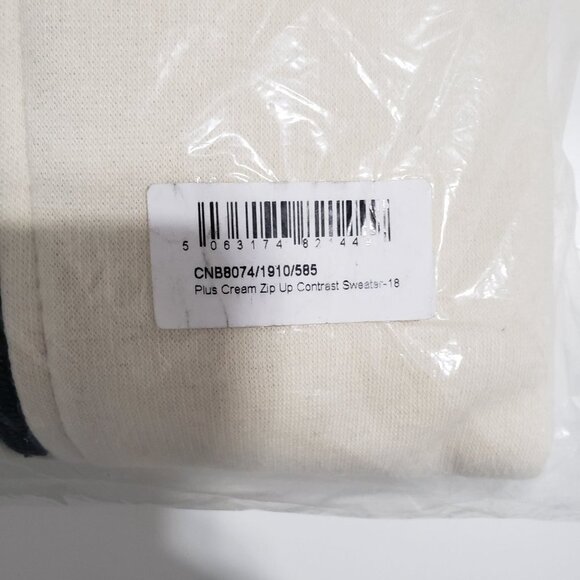 5 063174 82144
CNB8074/1910/585
Plus Cream Zip Up Contrast Sweater-18